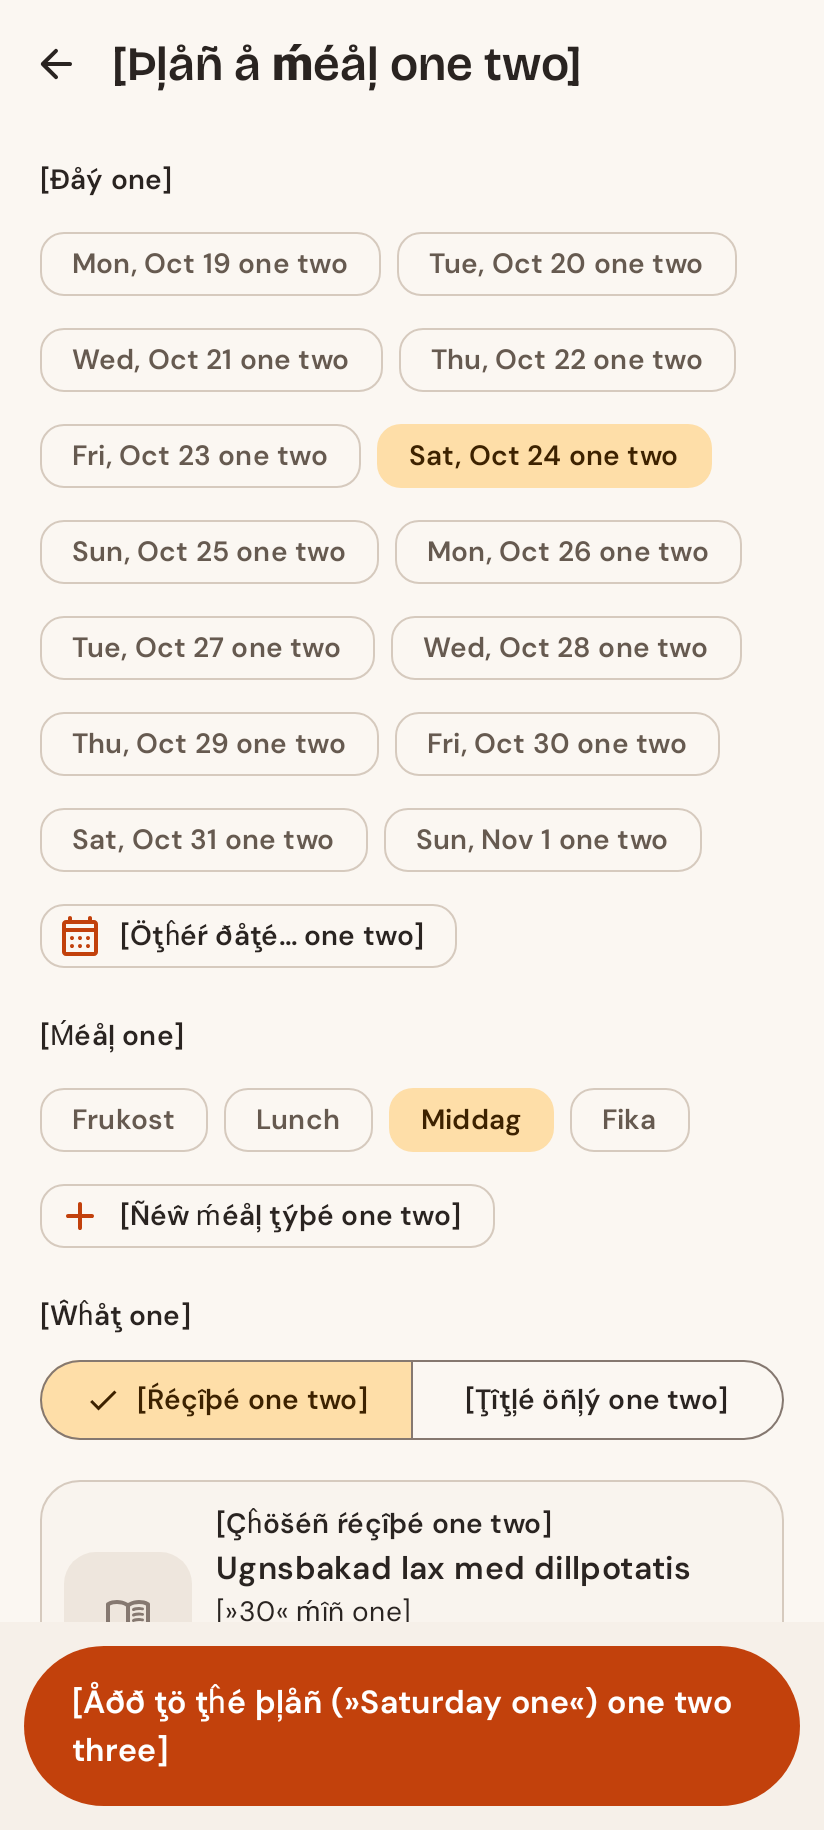 [Þļåñ å ḿéåļ one two]
[Ðåý one]
Mon, Oct 19 one two
Tue, Oct 20 one two
Wed, Oct 21 one two
Thu, Oct 22 one two
Fri, Oct 23 one two
Sat, Oct 24 one two
Sun, Oct 25 one two
Mon, Oct 26 one two
Tue, Oct 27 one two
Wed, Oct 28 one two
Thu, Oct 29 one two
Fri, Oct 30 one two
Sat, Oct 31 one two
Sun, Nov 1 one two
[Öţĥéŕ ðåţé… one two]
[Ḿéåļ one]
Frukost
Lunch
Middag
Fika
[Ñéŵ ḿéåļ ţýþé one two]
[Ŵĥåţ one]
[Ŕéçîþé one two]
[Ţîţļé öñļý one two]
[Çĥöšéñ ŕéçîþé one two]
Ugnsbakad lax med dillpotatis
[»30« ḿîñ one]
[Åðð ţö ţĥé þļåñ (»Saturday one«) one two
three]